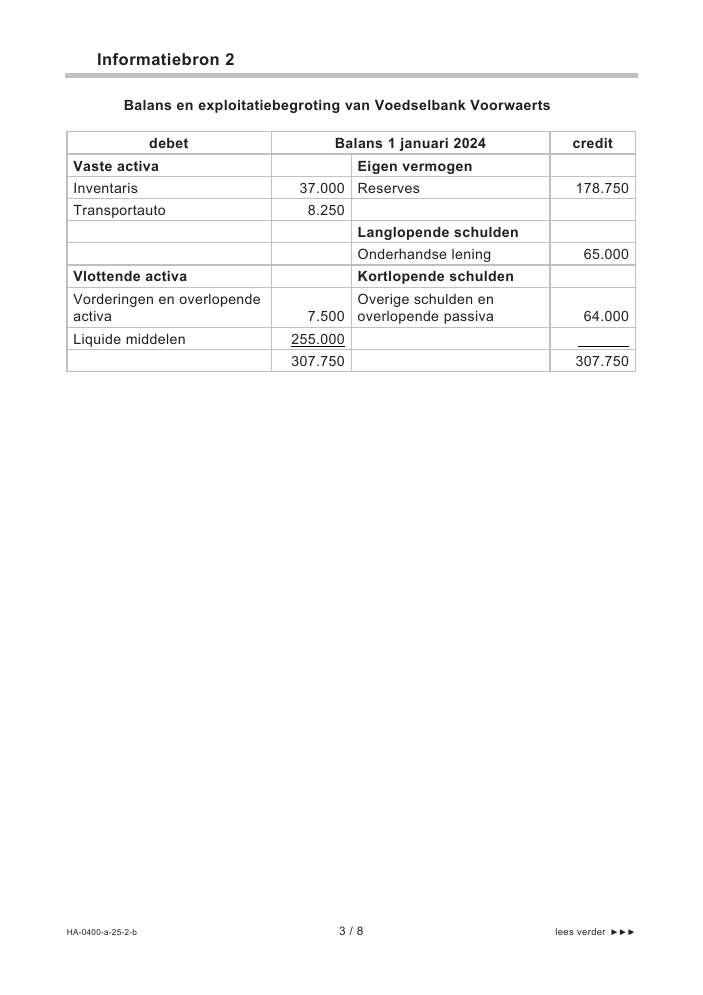 Informatiebron 2
Balans en exploitatiebegroting van Voedselbank Voorwaerts
debet Balans 1 januari 2024 credit
Vaste activa Eigen vermogen
Inventaris 37.000 Reserves 178.750
Transportauto 8.250
Langlopende schulden
Onderhandse lening 65.000
Vlottende activa Kortlopende schulden
Vorderingen en overlopende Overige schulden en
activa 7.500 overlopende passiva 64.000
Liquide middelen 255.000
307.750 307.750
HA-0400-a-25-2-b 3 / 8 lees verder ►►►